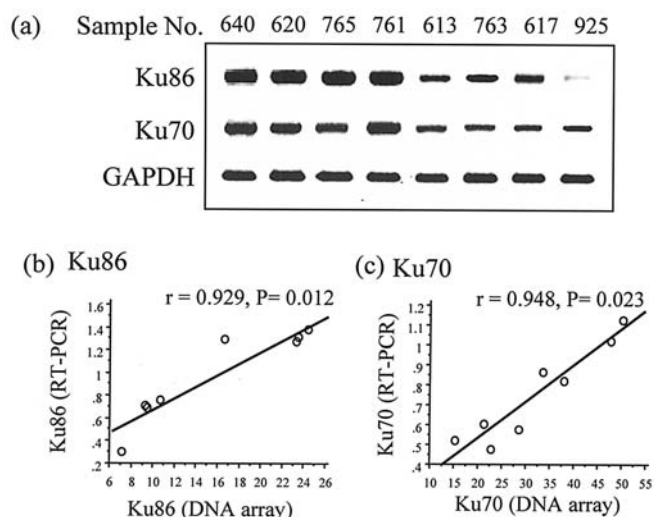 (a) Sample No. 640 620 765 761 613 763 617 925
Ku86
Ku70
GAPDH
(b) Ku86
r = 0.929, P= 0.012
Ku86 (RT-PCR)
1.6
1.4
1.2
1
.8
.6
.4
.2
6 8 10 12 14 16 18 20 22 24 26
Ku86 (DNA array)
(c) Ku70
r = 0.948, P= 0.023
Ku70 (RT-PCR)
1.2
1.1
1
.9
.8
.7
.6
.5
.4
10 15 20 25 30 35 40 45 50 55
Ku70 (DNA array)